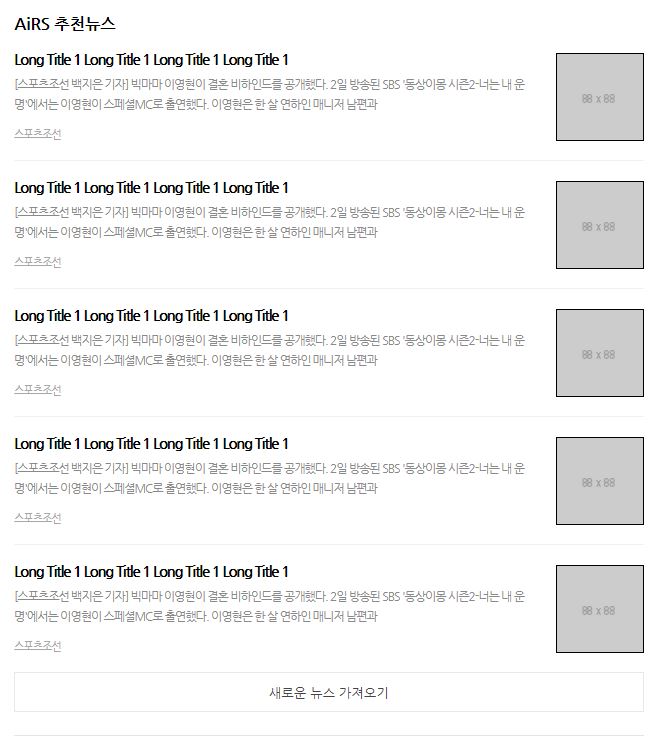 AiRS 추천뉴스
Long Title 1 Long Title 1 Long Title 1 Long Title 1
[스포츠조선 백지은 기자] 빅마마 이영현이 결혼 비하인드를 공개했다. 2일 방송된 SBS '동상이몽 시즌2-너는 내 운
명'에서는 이영현이 스페셜MC로 출연했다. 이영현은 한 살 연하인 매니저 남편과
스포츠조선
88 x 88
Long Title 1 Long Title 1 Long Title 1 Long Title 1
[스포츠조선 백지은 기자] 빅마마 이영현이 결혼 비하인드를 공개했다. 2일 방송된 SBS '동상이몽 시즌2-너는 내 운
명'에서는 이영현이 스페셜MC로 출연했다. 이영현은 한 살 연하인 매니저 남편과
스포츠조선
88 x 88
Long Title 1 Long Title 1 Long Title 1 Long Title 1
[스포츠조선 백지은 기자] 빅마마 이영현이 결혼 비하인드를 공개했다. 2일 방송된 SBS '동상이몽 시즌2-너는 내 운
명'에서는 이영현이 스페셜MC로 출연했다. 이영현은 한 살 연하인 매니저 남편과
스포츠조선
88 x 88
Long Title 1 Long Title 1 Long Title 1 Long Title 1
[스포츠조선 백지은 기자] 빅마마 이영현이 결혼 비하인드를 공개했다. 2일 방송된 SBS '동상이몽 시즌2-너는 내 운
명'에서는 이영현이 스페셜MC로 출연했다. 이영현은 한 살 연하인 매니저 남편과
스포츠조선
88 x 88
Long Title 1 Long Title 1 Long Title 1 Long Title 1
[스포츠조선 백지은 기자] 빅마마 이영현이 결혼 비하인드를 공개했다. 2일 방송된 SBS '동상이몽 시즌2-너는 내 운
명'에서는 이영현이 스페셜MC로 출연했다. 이영현은 한 살 연하인 매니저 남편과
스포츠조선
88 x 88
새로운 뉴스 가져오기